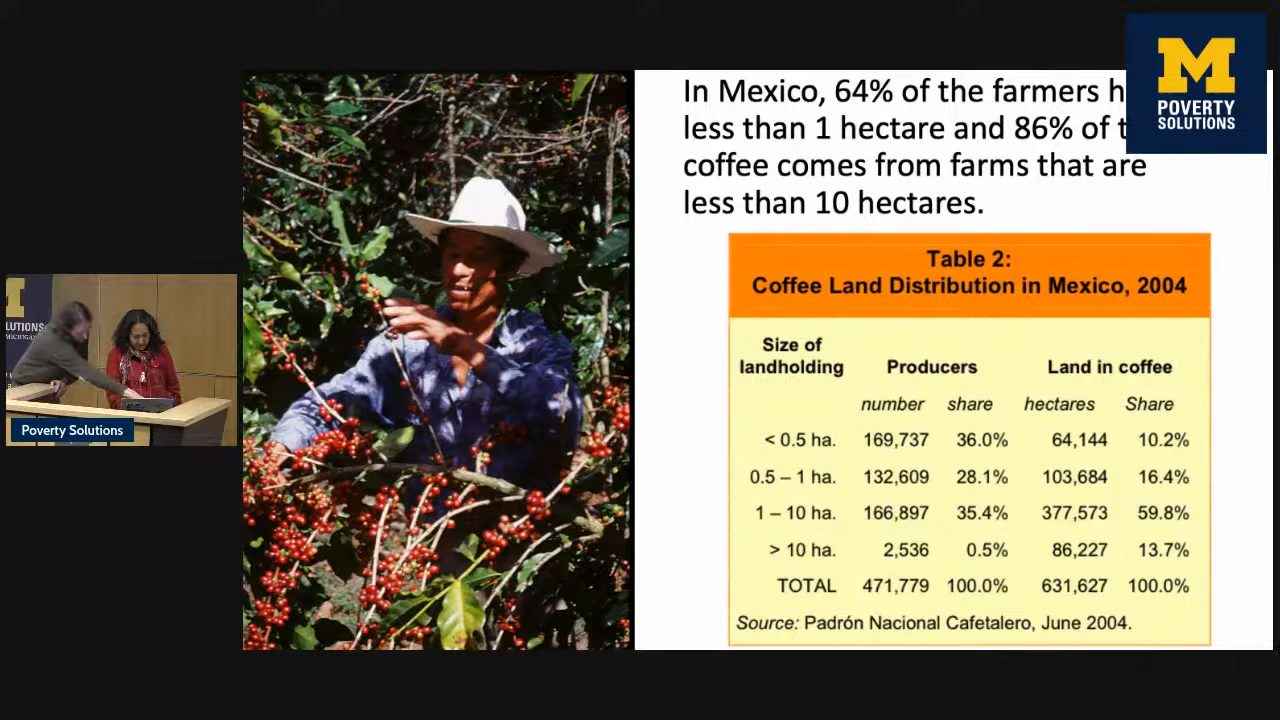 In Mexico, 64% of the farmers
less than 1 hectare and 86% of
coffee comes from farms that are
less than 10 hectares.
M
POVERTY
SOLUTIONS
Table 2:
Coffee Land Distribution in Mexico, 2004
Size of landholding Producers Land in coffee
number share hectares Share
< 0.5 ha. 169,737 36.0% 64,144 10.2%
0.5 – 1 ha. 132,609 28.1% 103,684 16.4%
1 – 10 ha. 166,897 35.4% 377,573 59.8%
> 10 ha. 2,536 0.5% 86,227 13.7%
TOTAL 471,779 100.0% 631,627 100.0%
Source: Padrón Nacional Cafetalero, June 2004.
Poverty Solutions